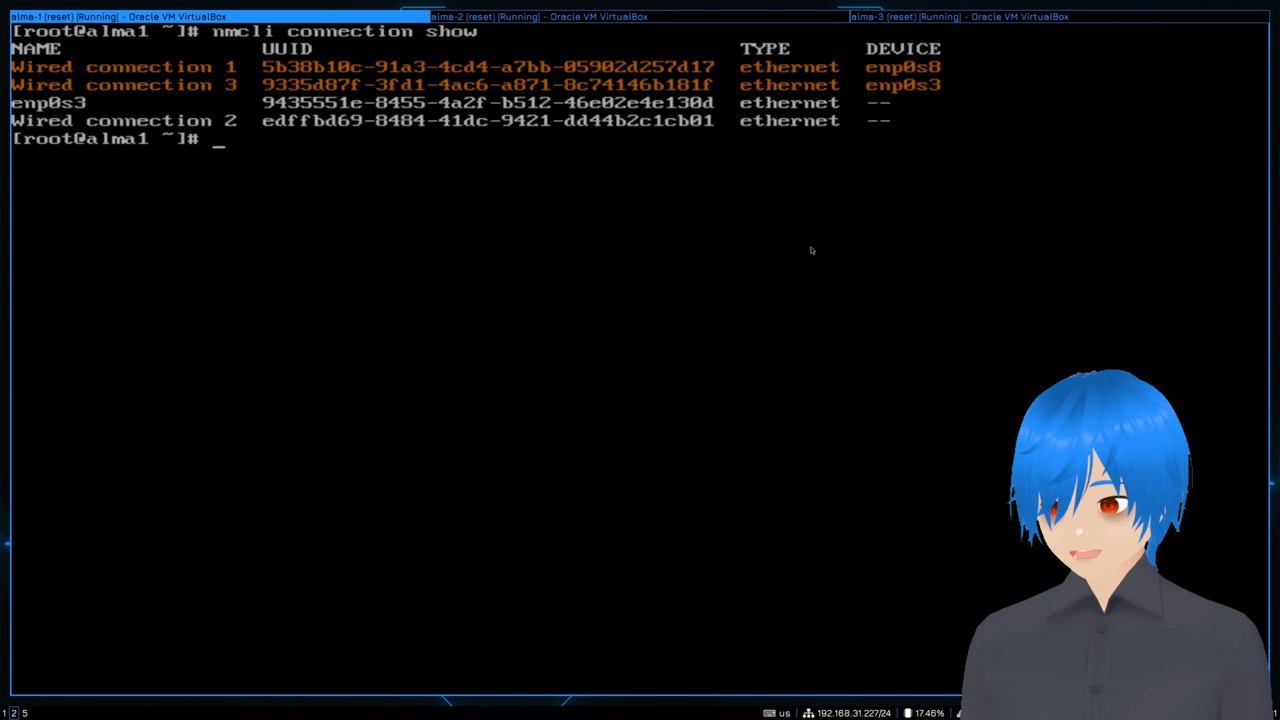 alma-1 (reset) [Running] - Oracle VM VirtualBox
alma-2 (reset) [Running] - Oracle VM VirtualBox
alma-3 (reset) [Running] - Oracle VM VirtualBox
[root@alma1 ~]# nmcli connection show
NAME UUID TYPE DEVICE
Wired connection 1 5b38b10c-91a3-4cd4-a7bb-05902d257d17 ethernet enp0s8
Wired connection 3 9335d87f-3fd1-4ac6-a871-8c74146b181f ethernet enp0s3
enp0s3 9435551e-8455-4a2f-b512-46e02e4e130d ethernet --
Wired connection 2 edffbd69-8484-41dc-9421-dd44b2c1cb01 ethernet --
[root@alma1 ~]# _
1 2 5 us 192.168.31.227/24 17.46%